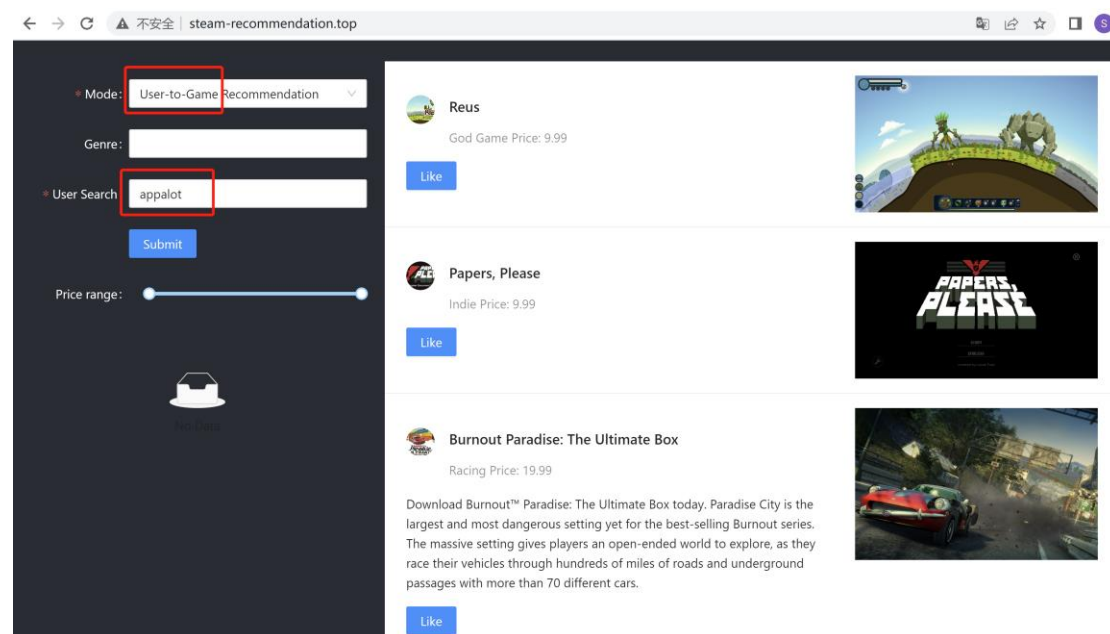 不安全 steam-recommendation.top
S
* Mode: User-to-Game Recommendation
Genre:
* User Search appalot
Submit
Price range:
No Data
Reus
God Game Price: 9.99
Like
Papers, Please
Indie Price: 9.99
Like
PAPERS,
PLEASE
Burnout Paradise: The Ultimate Box
Racing Price: 19.99
Download Burnout™ Paradise: The Ultimate Box today. Paradise City is the
largest and most dangerous setting yet for the best-selling Burnout series.
The massive setting gives players an open-ended world to explore, as they
race their vehicles through hundreds of miles of roads and underground
passages with more than 70 different cars.
Like